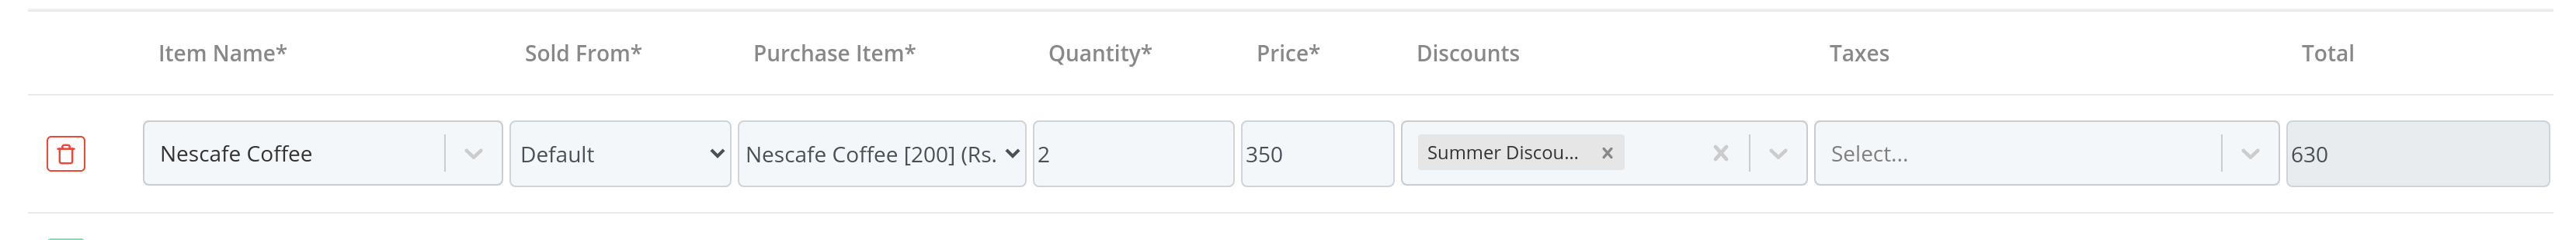 Item Name* Sold From* Purchase Item* Quantity* Price* Discounts Taxes Total
Nescafe Coffee Default Nescafe Coffee [200] (Rs. 2 350 Summer Discou... Select... 630